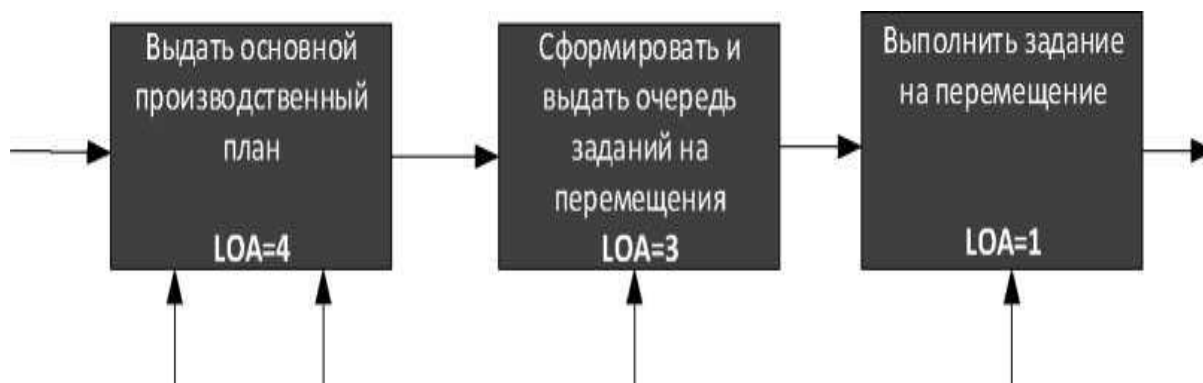 Выдать основной
производственный
план
LOA=4
Сформировать и
выдать очередь
заданий на
перемещения
LOA=3
Выполнить задание
на перемещение
LOA=1